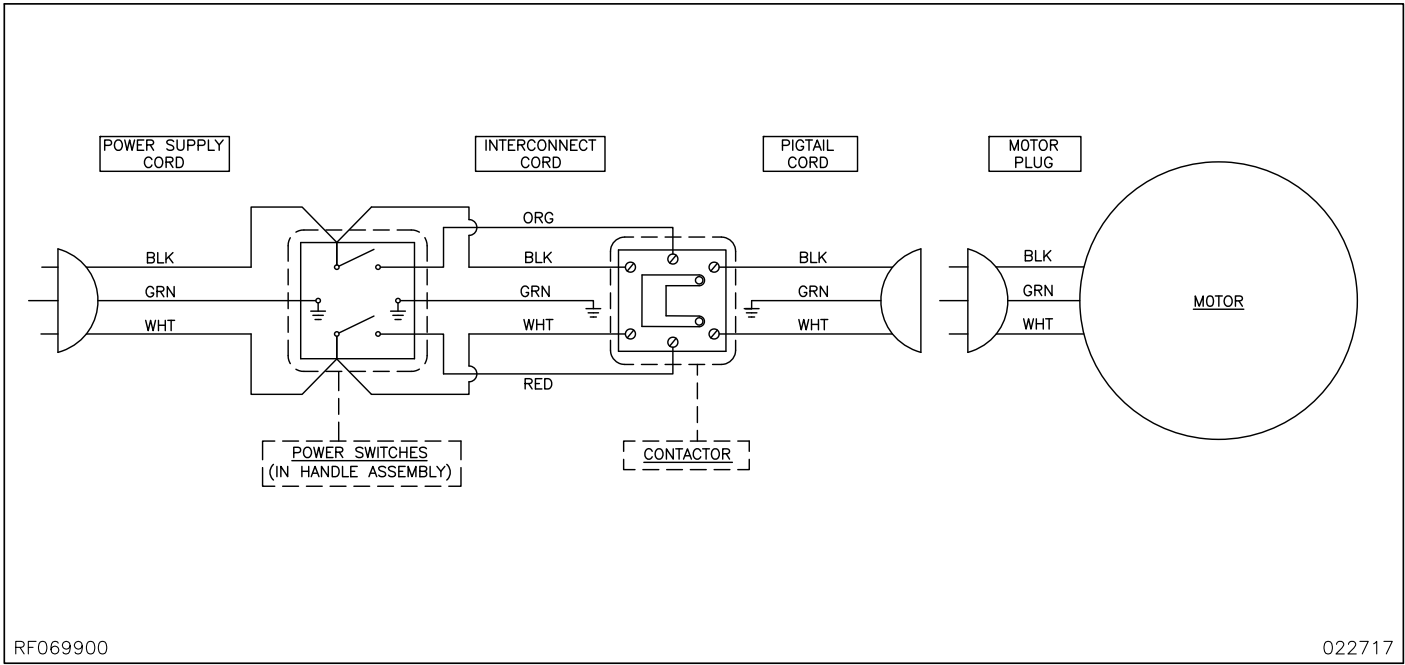 POWER SUPPLY
CORD
INTERCONNECT
CORD
PIGTAIL
CORD
MOTOR
PLUG
ORG
BLK
BLK
BLK
BLK
GRN
GRN
GRN
GRN
MOTOR
WHT
WHT
WHT
WHT
RED
POWER SWITCHES
(IN HANDLE ASSEMBLY)
CONTACTOR
RF069900
022717